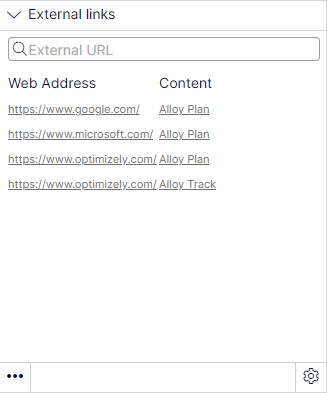 External links
External URL
Web Address Content
https://www.google.com/ Alloy Plan
https://www.microsoft.com/ Alloy Plan
https://www.optimizely.com/ Alloy Plan
https://www.optimizely.com/ Alloy Track